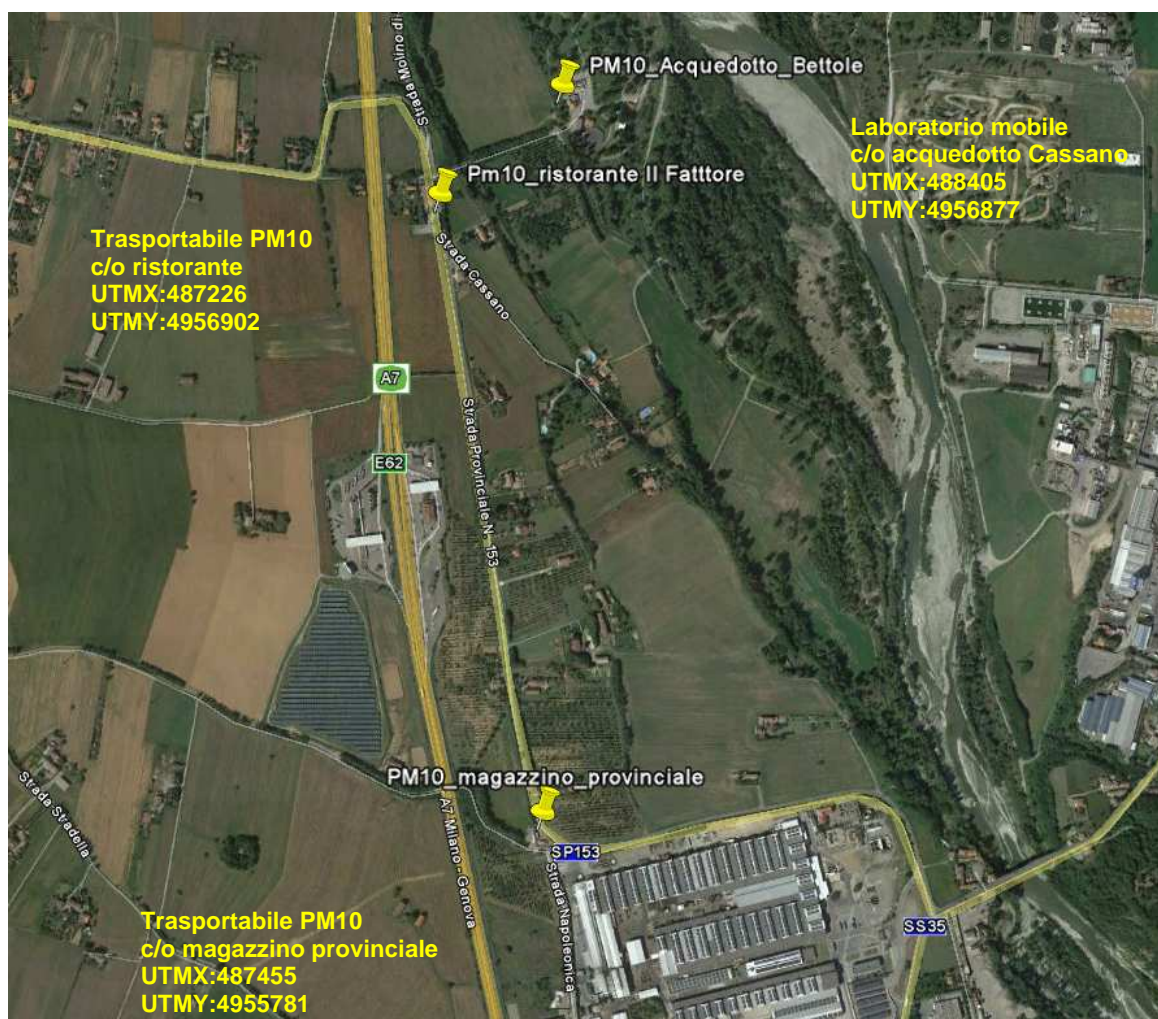 Strada Molino di
PM10_Acquedotto_Bettole
Laboratorio mobile
c/o acquedotto Cassano
UTMX:488405
UTMY:4956877
Pm10_ristorante Il Fatttore
Trasportabile PM10
c/o ristorante
UTMX:487226
UTMY:4956902
Strada Cassano
A7
Strada Provinciale N. 153
E62
PM10_magazzino_provinciale
Strada Stradella
A7 Milano - Genova
SP153
Strada Napoleonica
SS35
Trasportabile PM10
c/o magazzino provinciale
UTMX:487455
UTMY:4955781